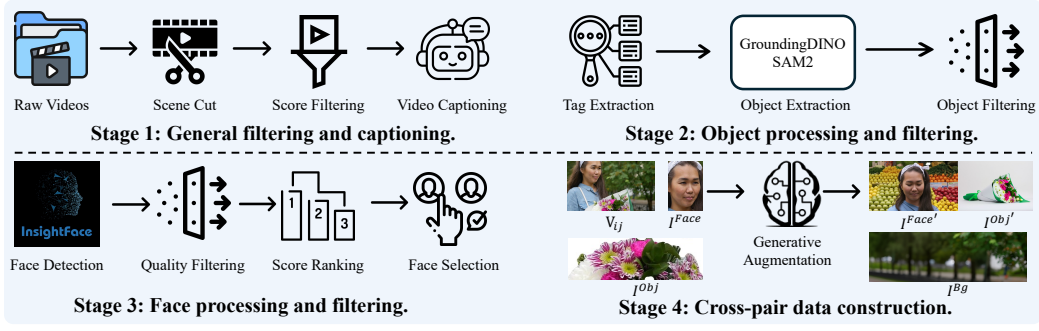 Raw Videos
Scene Cut
Score Filtering
Video Captioning
Stage 1: General filtering and captioning.
GroundingDINO
SAM2
Tag Extraction
Object Extraction
Object Filtering
Stage 2: Object processing and filtering.
InsightFace
1
2
3
Face Detection
Quality Filtering
Score Ranking
Face Selection
Stage 3: Face processing and filtering.
V_{ij}
I^{Face}
I^{Obj}
Generative
Augmentation
I^{Face'}
I^{Obj'}
I^{Bg}
Stage 4: Cross-pair data construction.